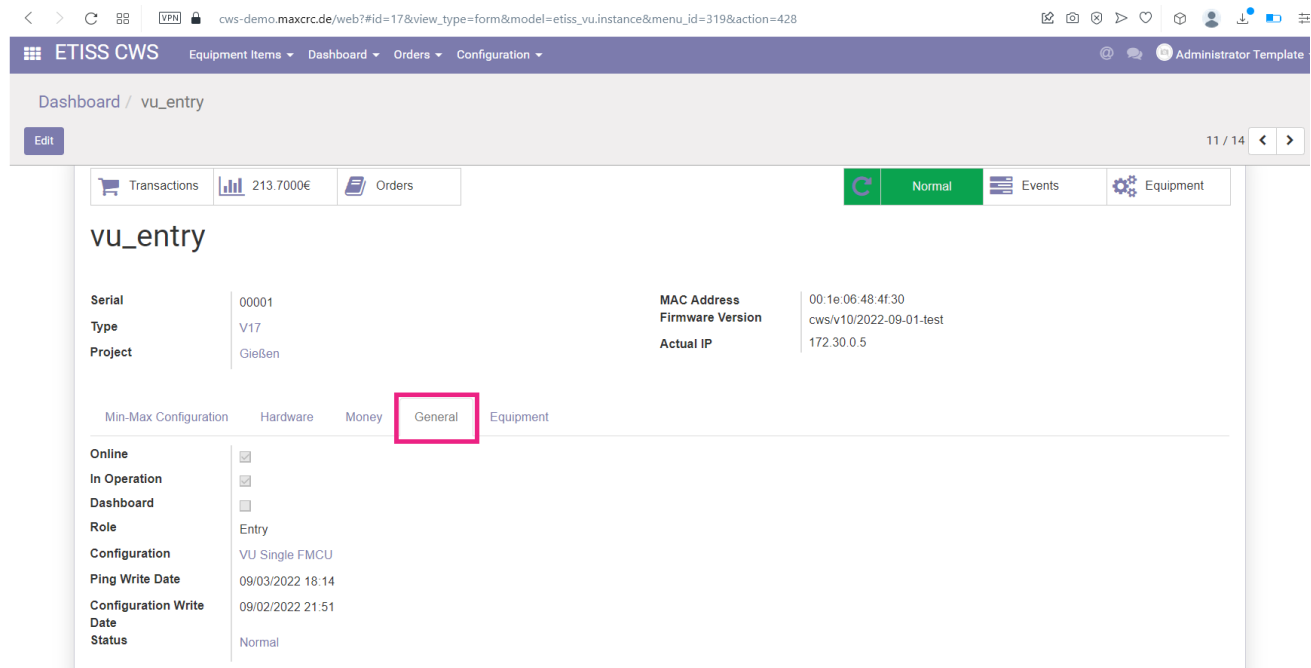 VPN cws-demo.maxcrc.de/web?#id=17&view_type=form&model=etiss_vu.instance&menu_id=319&action=428
ETISS CWS Equipment Items Dashboard Orders Configuration @ Administrator Template
Dashboard / vu_entry
Edit 11 / 14
Transactions 213.7000€ Orders Normal Events Equipment
vu_entry
Serial 00001 MAC Address 00:1e:06:48:4f:30
Type V17 Firmware Version cws/v10/2022-09-01-test
Project Gießen Actual IP 172.30.0.5
Min-Max Configuration Hardware Money General Equipment
Online
In Operation
Dashboard
Role Entry
Configuration VU Single FMCU
Ping Write Date 09/03/2022 18:14
Configuration Write 09/02/2022 21:51
Date
Status Normal